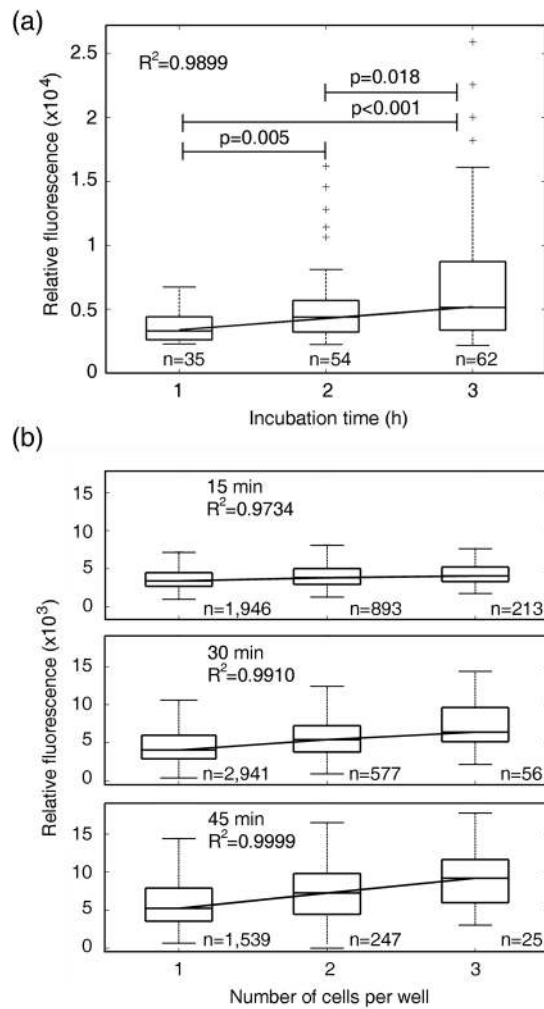 (a)
Relative fluorescence (x10⁴)
2.5
2
1.5
1
0.5
0
R²=0.9899
p=0.018
p<0.001
p=0.005
n=35 n=54 n=62
1 2 3
Incubation time (h)
(b)
Relative fluorescence (x10³)
15 min
R²=0.9734
15
10
5
0
n=1,946 n=893 n=213
30 min
R²=0.9910
15
10
5
0
n=2,941 n=577 n=56
45 min
R²=0.9999
15
10
5
0
n=1,539 n=247 n=25
1 2 3
Number of cells per well